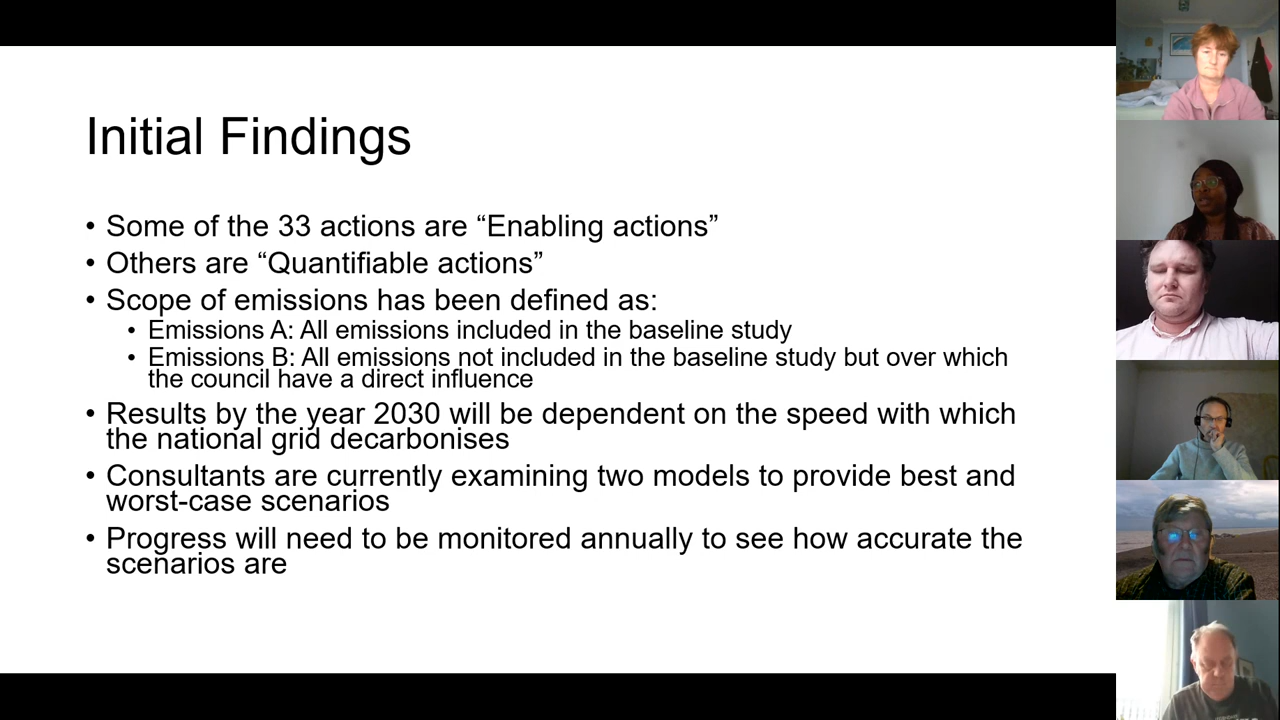 Initial Findings
• Some of the 33 actions are “Enabling actions”
• Others are “Quantifiable actions”
• Scope of emissions has been defined as:
• Emissions A: All emissions included in the baseline study
• Emissions B: All emissions not included in the baseline study but over which
the council have a direct influence
• Results by the year 2030 will be dependent on the speed with which
the national grid decarbonises
• Consultants are currently examining two models to provide best and
worst-case scenarios
• Progress will need to be monitored annually to see how accurate the
scenarios are